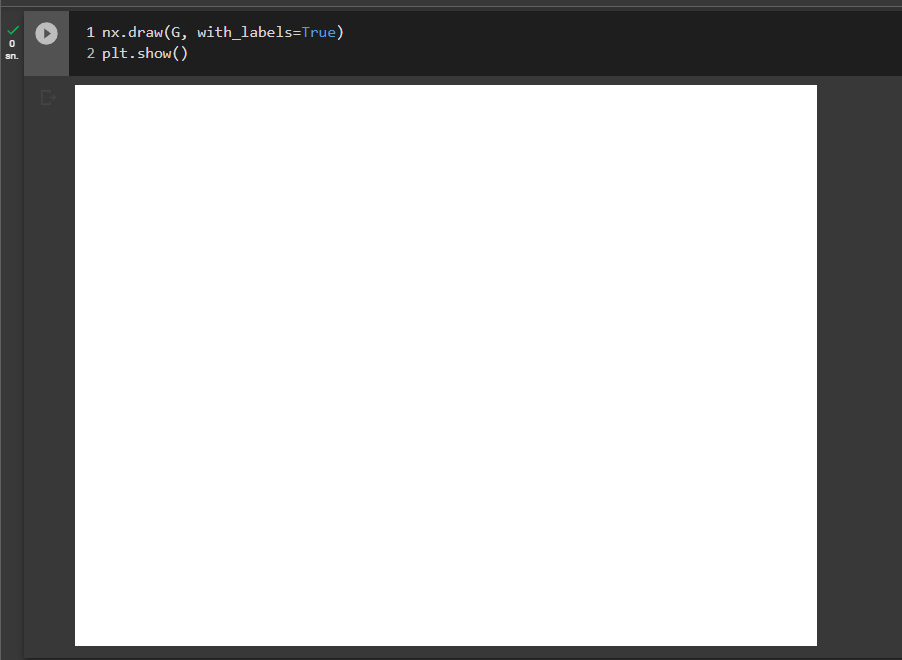 1 nx.draw(G, with_labels=True)
2 plt.show()
0
sn.